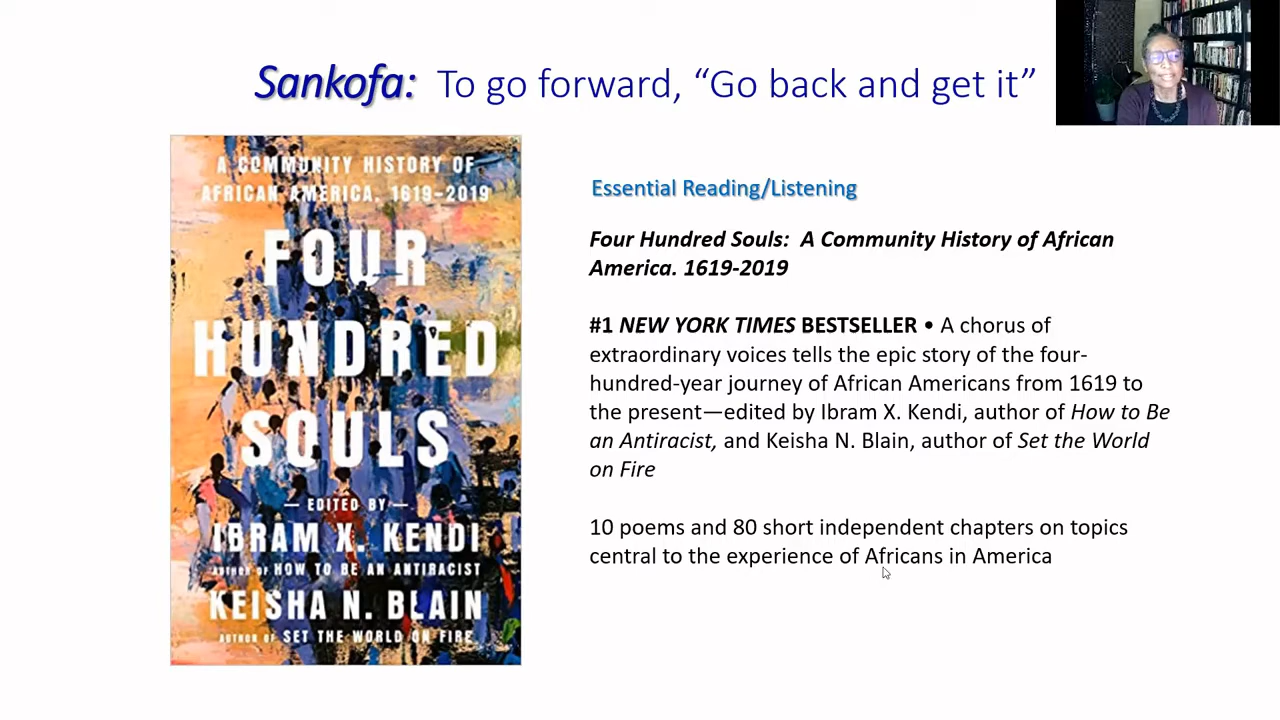 Sankofa: To go forward, “Go back and get it”
A COMMUNITY HISTORY OF
AFRICAN AMERICA, 1619–2019
FOUR
HUNDRED
SOULS
— EDITED BY —
IBRAM X. KENDI
AUTHOR OF HOW TO BE AN ANTIRACIST
KEISHA N. BLAIN
AUTHOR OF SET THE WORLD ON FIRE
Essential Reading/Listening
Four Hundred Souls: A Community History of African
America. 1619-2019
#1 NEW YORK TIMES BESTSELLER • A chorus of
extraordinary voices tells the epic story of the four-
hundred-year journey of African Americans from 1619 to
the present—edited by Ibram X. Kendi, author of How to Be
an Antiracist, and Keisha N. Blain, author of Set the World
on Fire
10 poems and 80 short independent chapters on topics
central to the experience of Africans in America